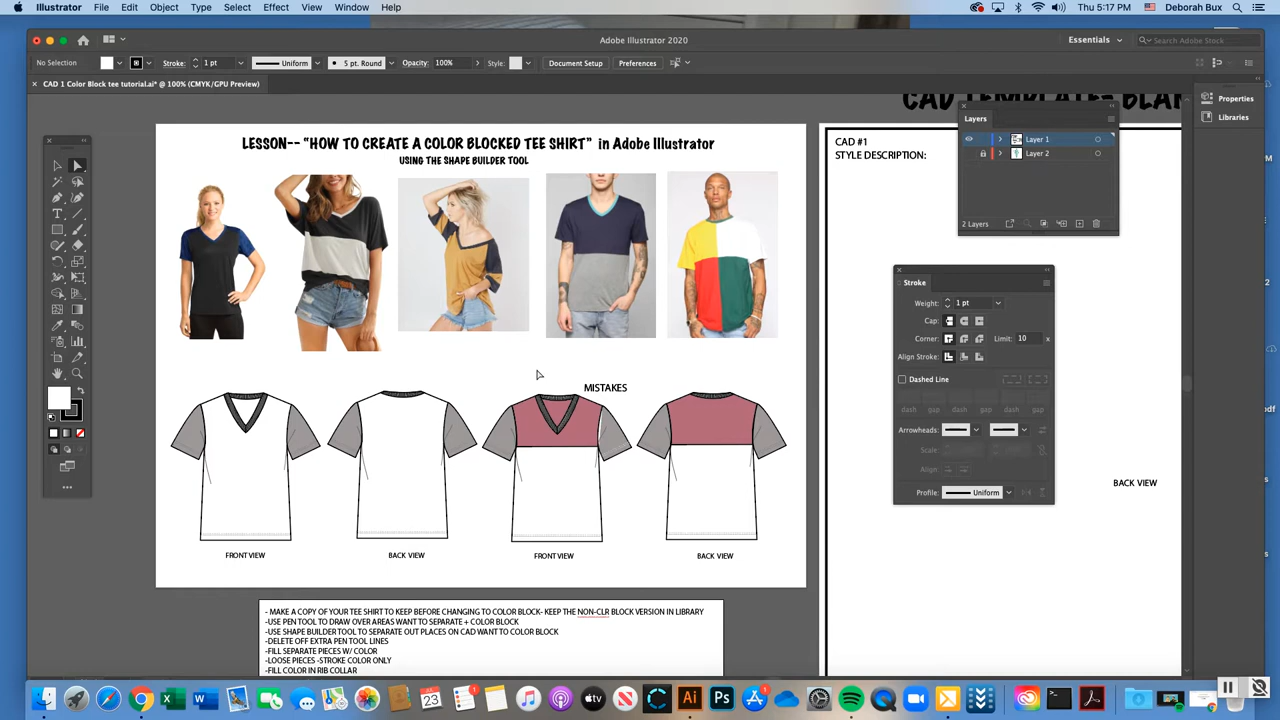 Illustrator File Edit Object Type Select Effect View Window Help
Thu 5:17 PM Deborah Bux
Adobe Illustrator 2020
Essentials
Search Adobe Stock
No Selection Stroke: 1 pt Uniform 5 pt. Round Opacity: 100% Style: Document Setup Preferences
× CAD 1 Color Block tee tutorial.ai* @ 100% (CMYK/GPU Preview)
CAD TEMPLATE- BLAN
Properties
Libraries
Layers
Layer 1
Layer 2
2 Layers
LESSON-- “HOW TO CREATE A COLOR BLOCKED TEE SHIRT” in Adobe Illustrator
USING THE SHAPE BUILDER TOOL
CAD #1
STYLE DESCRIPTION:
MISTAKES
FRONT VIEW
BACK VIEW
FRONT VIEW
BACK VIEW
BACK VIEW
Stroke
Weight: 1 pt
Cap:
Corner: Limit: 10 x
Align Stroke:
Dashed Line
dash gap dash gap dash gap
Arrowheads:
Scale:
Align:
Profile: Uniform
- MAKE A COPY OF YOUR TEE SHIRT TO KEEP BEFORE CHANGING TO COLOR BLOCK- KEEP THE NON-CLR BLOCK VERSION IN LIBRARY
-USE PEN TOOL TO DRAW OVER AREAS WANT TO SEPARATE + COLOR BLOCK
-USE SHAPE BUILDER TOOL TO SEPARATE OUT PLACES ON CAD WANT TO COLOR BLOCK
-DELETE OFF EXTRA PEN TOOL LINES
-FILL SEPARATE PIECES W/ COLOR
-LOOSE PIECES -STROKE COLOR ONLY
-FILL COLOR IN RIB COLLAR